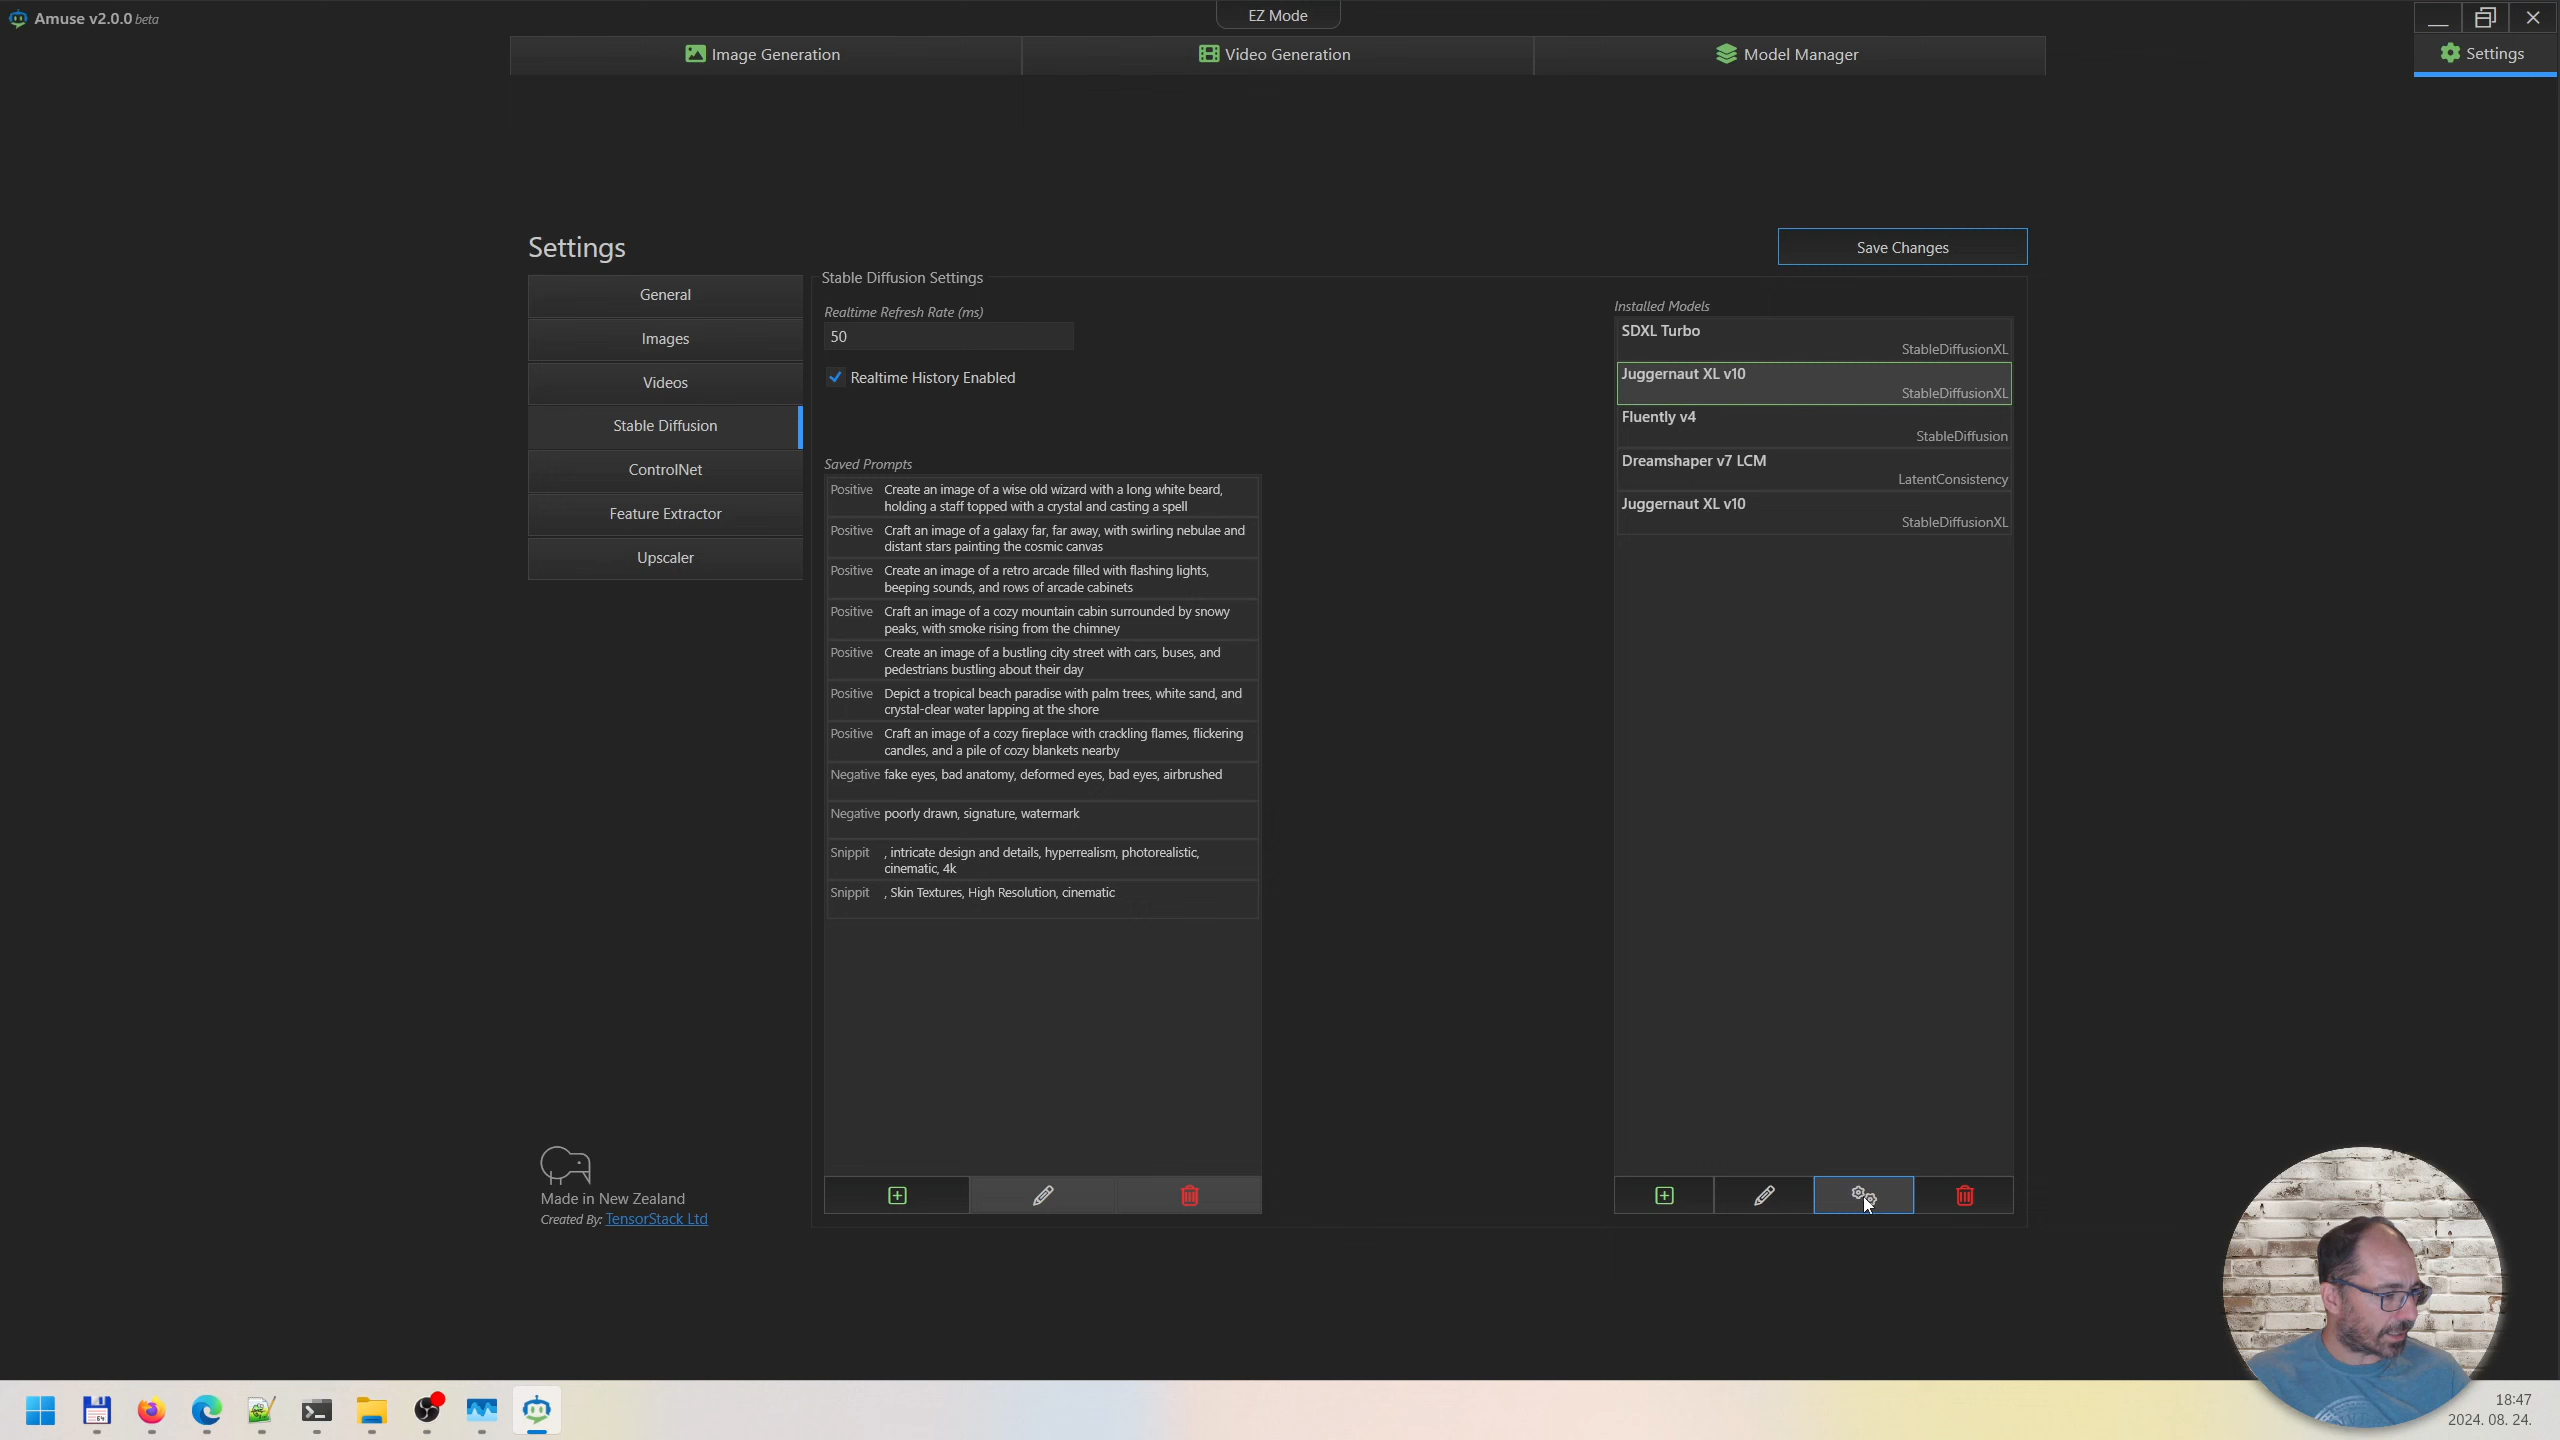 Amuse v2.0.0 beta
EZ Mode
Image Generation
Video Generation
Model Manager
Settings
Settings
Save Changes
General
Images
Videos
Stable Diffusion
ControlNet
Feature Extractor
Upscaler
Stable Diffusion Settings
Realtime Refresh Rate (ms)
50
Realtime History Enabled
Saved Prompts
Positive Create an image of a wise old wizard with a long white beard,
holding a staff topped with a crystal and casting a spell
Positive Craft an image of a galaxy far, far away, with swirling nebulae and
distant stars painting the cosmic canvas
Positive Create an image of a retro arcade filled with flashing lights,
beeping sounds, and rows of arcade cabinets
Positive Craft an image of a cozy mountain cabin surrounded by snowy
peaks, with smoke rising from the chimney
Positive Create an image of a bustling city street with cars, buses, and
pedestrians bustling about their day
Positive Depict a tropical beach paradise with palm trees, white sand, and
crystal-clear water lapping at the shore
Positive Craft an image of a cozy fireplace with crackling flames, flickering
candles, and a pile of cozy blankets nearby
Negative fake eyes, bad anatomy, deformed eyes, bad eyes, airbrushed
Negative poorly drawn, signature, watermark
Snippit , intricate design and details, hyperrealism, photorealistic,
cinematic, 4k
Snippit , Skin Textures, High Resolution, cinematic
Installed Models
SDXL Turbo
StableDiffusionXL
Juggernaut XL v10
StableDiffusionXL
Fluently v4
StableDiffusion
Dreamshaper v7 LCM
LatentConsistency
Juggernaut XL v10
StableDiffusionXL
Made in New Zealand
Created By: TensorStack Ltd
64
18:47
2024. 08. 24.